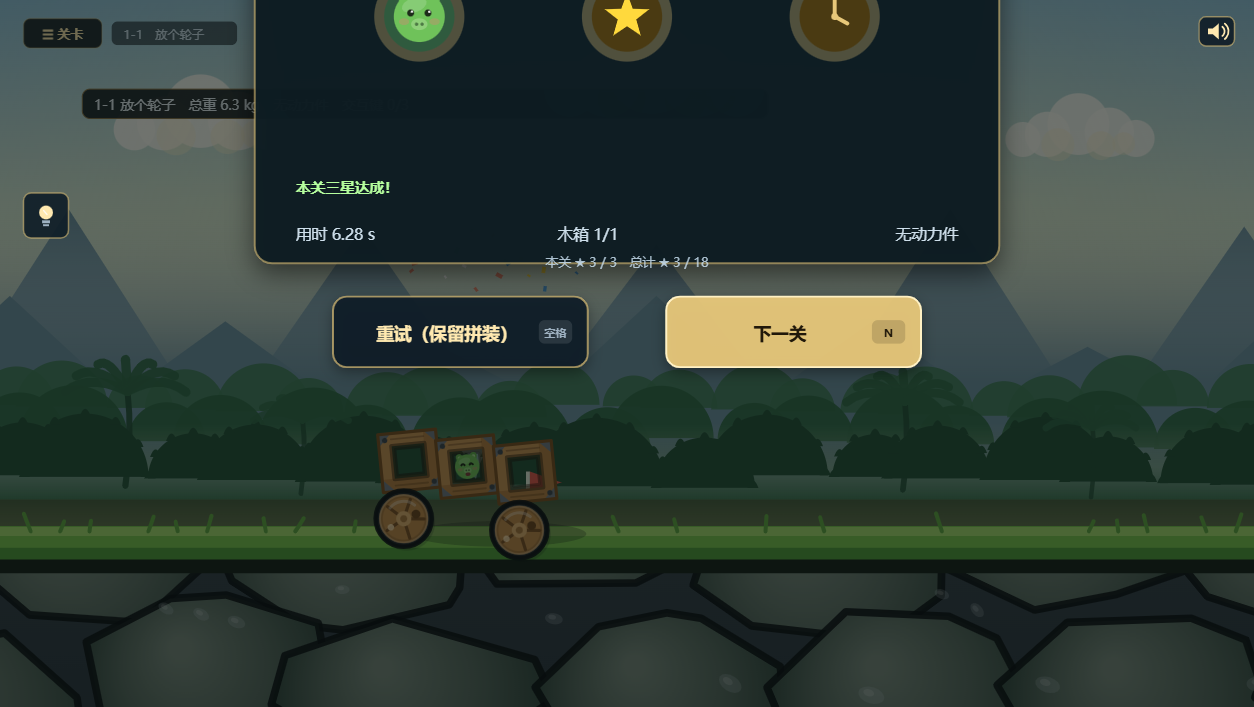 ☰ 关卡
1-1 放个轮子
1-1 放个轮子 总重 6.3 kg
本关三星达成!
用时 6.28 s
木箱 1/1
无动力件
本关 ★ 3 / 3 总计 ★ 3 / 18
重试（保留拼装）
空格
下一关
N